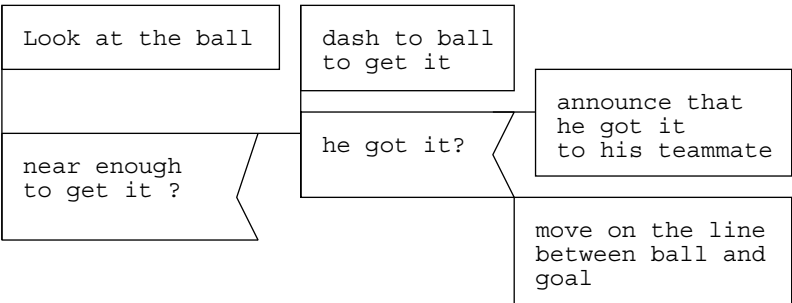 Look at the ball
dash to ball
to get it
announce that
he got it
to his teammate
he got it?
near enough
to get it ?
move on the line
between ball and
goal